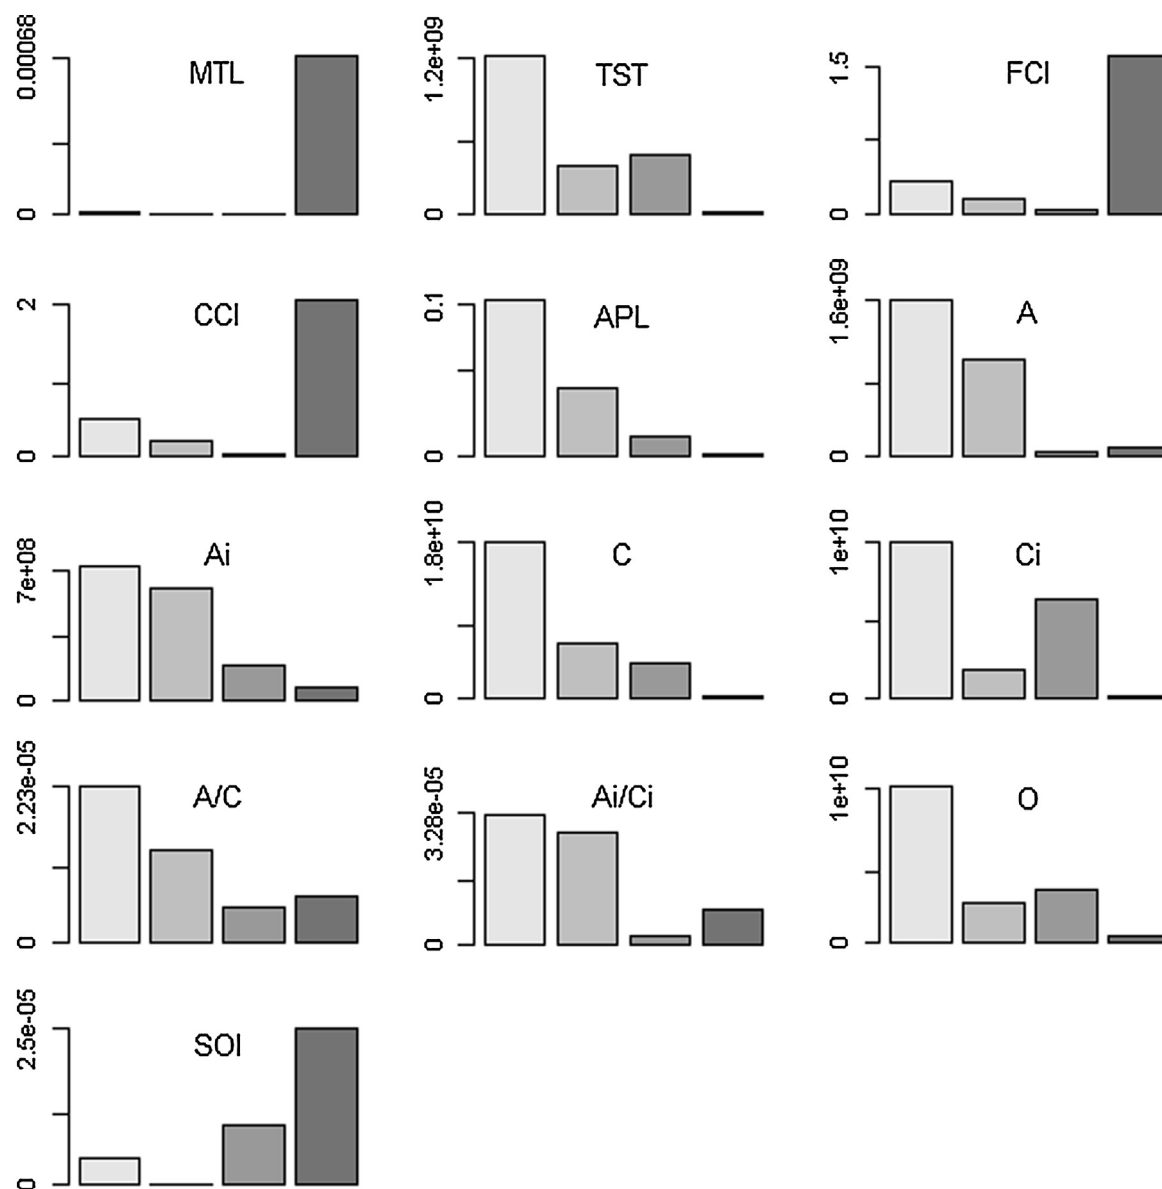 MTL
0.00068
0
TST
1.2e+09
0
FCI
1.5
0
CCI
2
0
APL
0.1
0
A
1.6e+09
0
Ai
7e+08
0
C
1.8e+10
0
Ci
1e+10
0
A/C
2.23e-05
0
Ai/Ci
3.28e-05
0
O
1e+10
0
SOI
2.5e-05
0